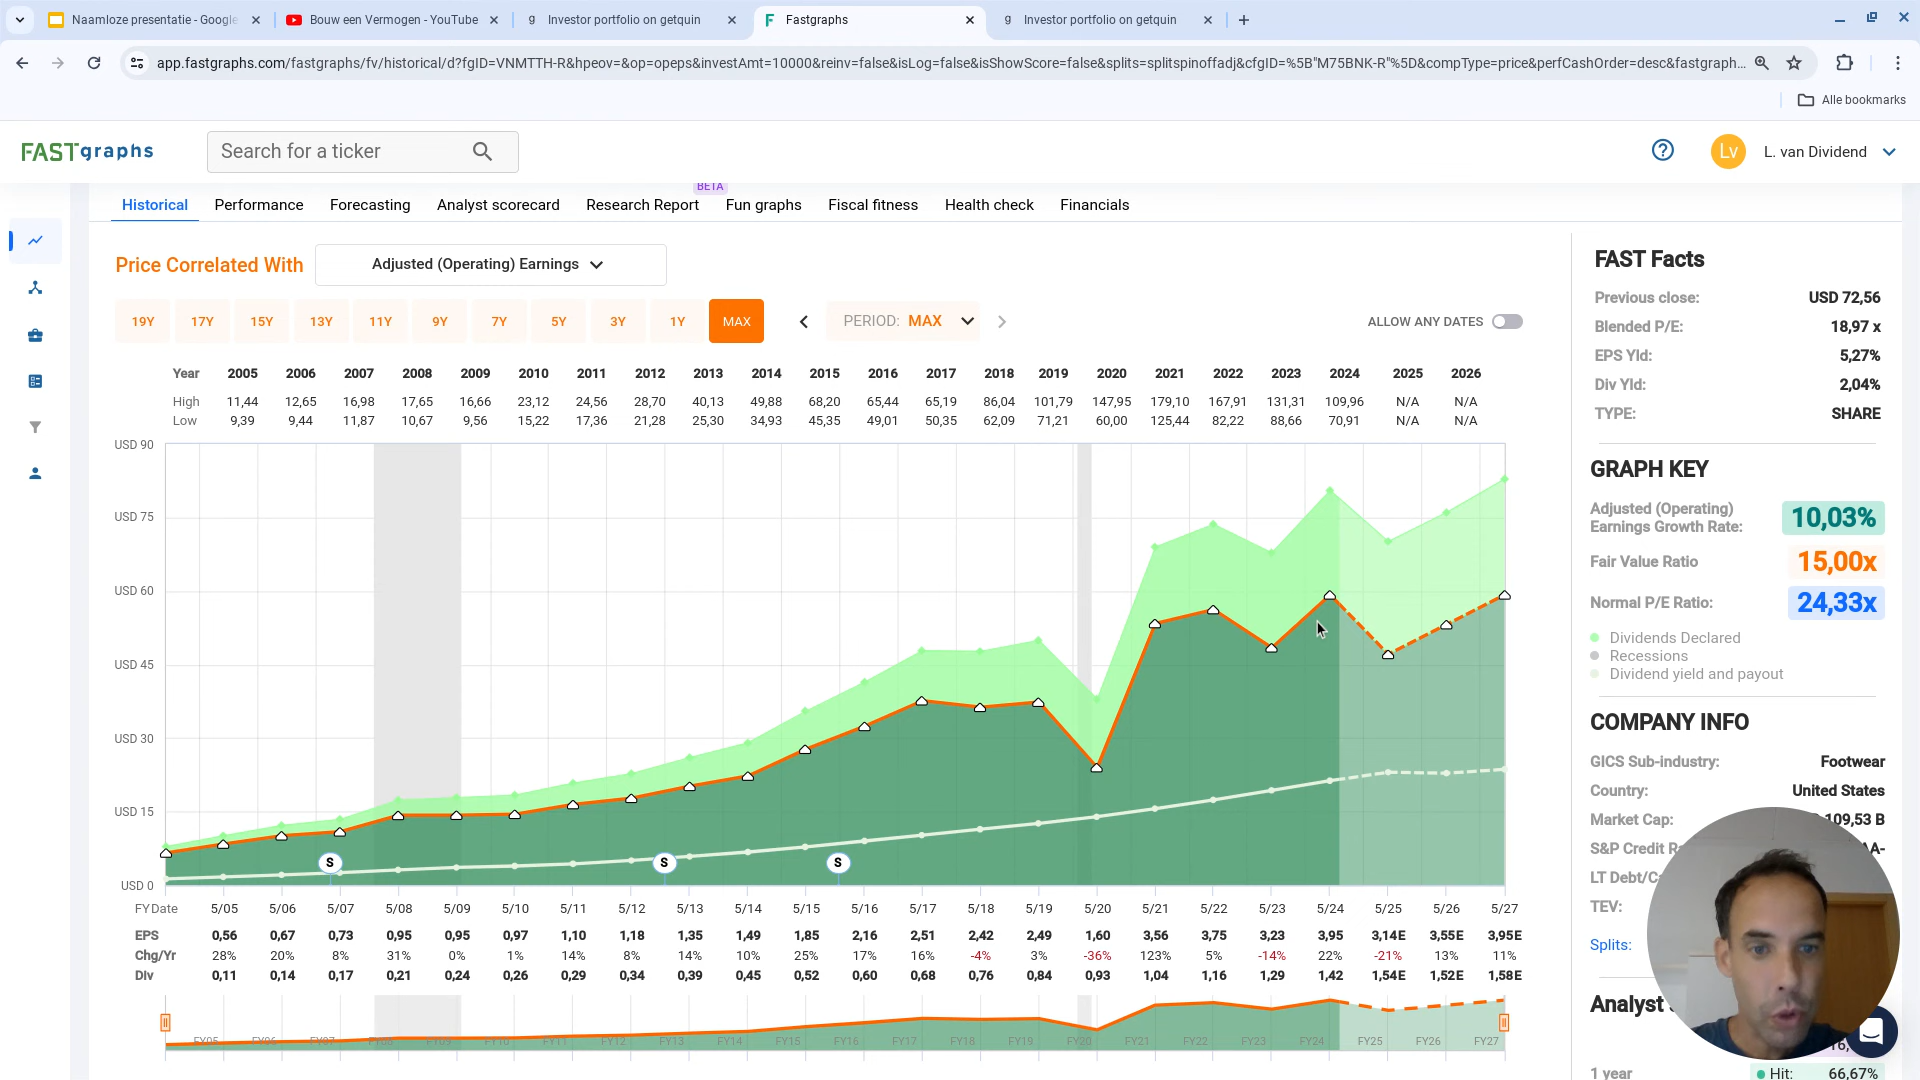 Naamloze presentatie - Google
Bouw een Vermogen - YouTube
Investor portfolio on getquin
Fastgraphs
Investor portfolio on getquin
app.fastgraphs.com/fastgraphs/fv/historical/d?fgID=VNMTTH-R&hpeov=&op=opeps&investAmt=10000&reinv=false&isLog=false&isShowScore=false&splits=splitspinoffadj&cfgID=%5B"M75BNK-R"%5D&compType=price&perfCashOrder=desc&fastgraph...
Alle bookmarks
FAST graphs
Search for a ticker
Lv L. van Dividend
BETA
Historical Performance Forecasting Analyst scorecard Research Report Fun graphs Fiscal fitness Health check Financials
Price Correlated With Adjusted (Operating) Earnings
19Y 17Y 15Y 13Y 11Y 9Y 7Y 5Y 3Y 1Y MAX PERIOD: MAX ALLOW ANY DATES
Year 2005 2006 2007 2008 2009 2010 2011 2012 2013 2014 2015 2016 2017 2018 2019 2020 2021 2022 2023 2024 2025 2026
High 11,44 12,65 16,98 17,65 16,66 23,12 24,56 28,70 40,13 49,88 68,20 65,44 65,19 86,04 101,79 147,95 179,10 167,91 131,31 109,96 N/A N/A
Low 9,39 9,44 11,87 10,67 9,56 15,22 17,36 21,28 25,30 34,93 45,35 49,01 50,35 62,09 71,21 60,00 125,44 82,22 88,66 70,91 N/A N/A
USD 90
USD 75
USD 60
USD 45
USD 30
USD 15
USD 0
S S S
FYDate 5/05 5/06 5/07 5/08 5/09 5/10 5/11 5/12 5/13 5/14 5/15 5/16 5/17 5/18 5/19 5/20 5/21 5/22 5/23 5/24 5/25 5/26 5/27
EPS 0,56 0,67 0,73 0,95 0,95 0,97 1,10 1,18 1,35 1,49 1,85 2,16 2,51 2,42 2,49 1,60 3,56 3,75 3,23 3,95 3,14E 3,55E 3,95E
Chg/Yr 28% 20% 8% 31% 0% 1% 14% 8% 14% 10% 25% 17% 16% -4% 3% -36% 123% 5% -14% 22% -21% 13% 11%
Div 0,11 0,14 0,17 0,21 0,24 0,26 0,29 0,34 0,39 0,45 0,52 0,60 0,68 0,76 0,84 0,93 1,04 1,16 1,29 1,42 1,54E 1,52E 1,58E
FY05 FY06 FY07 FY08 FY09 FY10 FY11 FY12 FY13 FY14 FY15 FY16 FY17 FY18 FY19 FY20 FY21 FY22 FY23 FY24 FY25 FY26 FY27
FAST Facts
Previous close: USD 72,56
Blended P/E: 18,97 x
EPS Yld: 5,27%
Div Yld: 2,04%
TYPE: SHARE
GRAPH KEY
Adjusted (Operating)
Earnings Growth Rate: 10,03%
Fair Value Ratio 15,00x
Normal P/E Ratio: 24,33x
Dividends Declared
Recessions
Dividend yield and payout
COMPANY INFO
GICS Sub-industry: Footwear
Country: United States
Market Cap: 109,53 B
S&P Credit AA-
LT Debt/
TEV:
Splits:
Analyst
1 year Hit: 66,67%